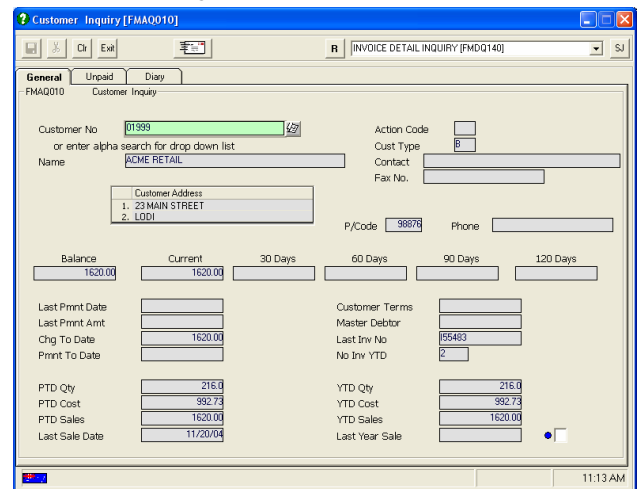 Customer Inquiry [FMAQ010]
Clr Exit R INVOICE DETAIL INQUIRY [FMDQ140] SJ
General Unpaid Diary
FMAQ010 Customer Inquiry
Customer No 01999 Action Code
or enter alpha search for drop down list Cust Type B
Name ACME RETAIL Contact
Fax No.
Customer Address
1. 23 MAIN STREET
2. LODI
P/Code 98876 Phone
Balance Current 30 Days 60 Days 90 Days 120 Days
1620.00 1620.00
Last Pmnt Date Customer Terms
Last Pmnt Amt Master Debtor
Chg To Date 1620.00 Last Inv No I55483
Pmnt To Date No Inv YTD 2
PTD Qty 216.0 YTD Qty 216.0
PTD Cost 992.73 YTD Cost 992.73
PTD Sales 1620.00 YTD Sales 1620.00
Last Sale Date 11/20/04 Last Year Sale
11:13 AM